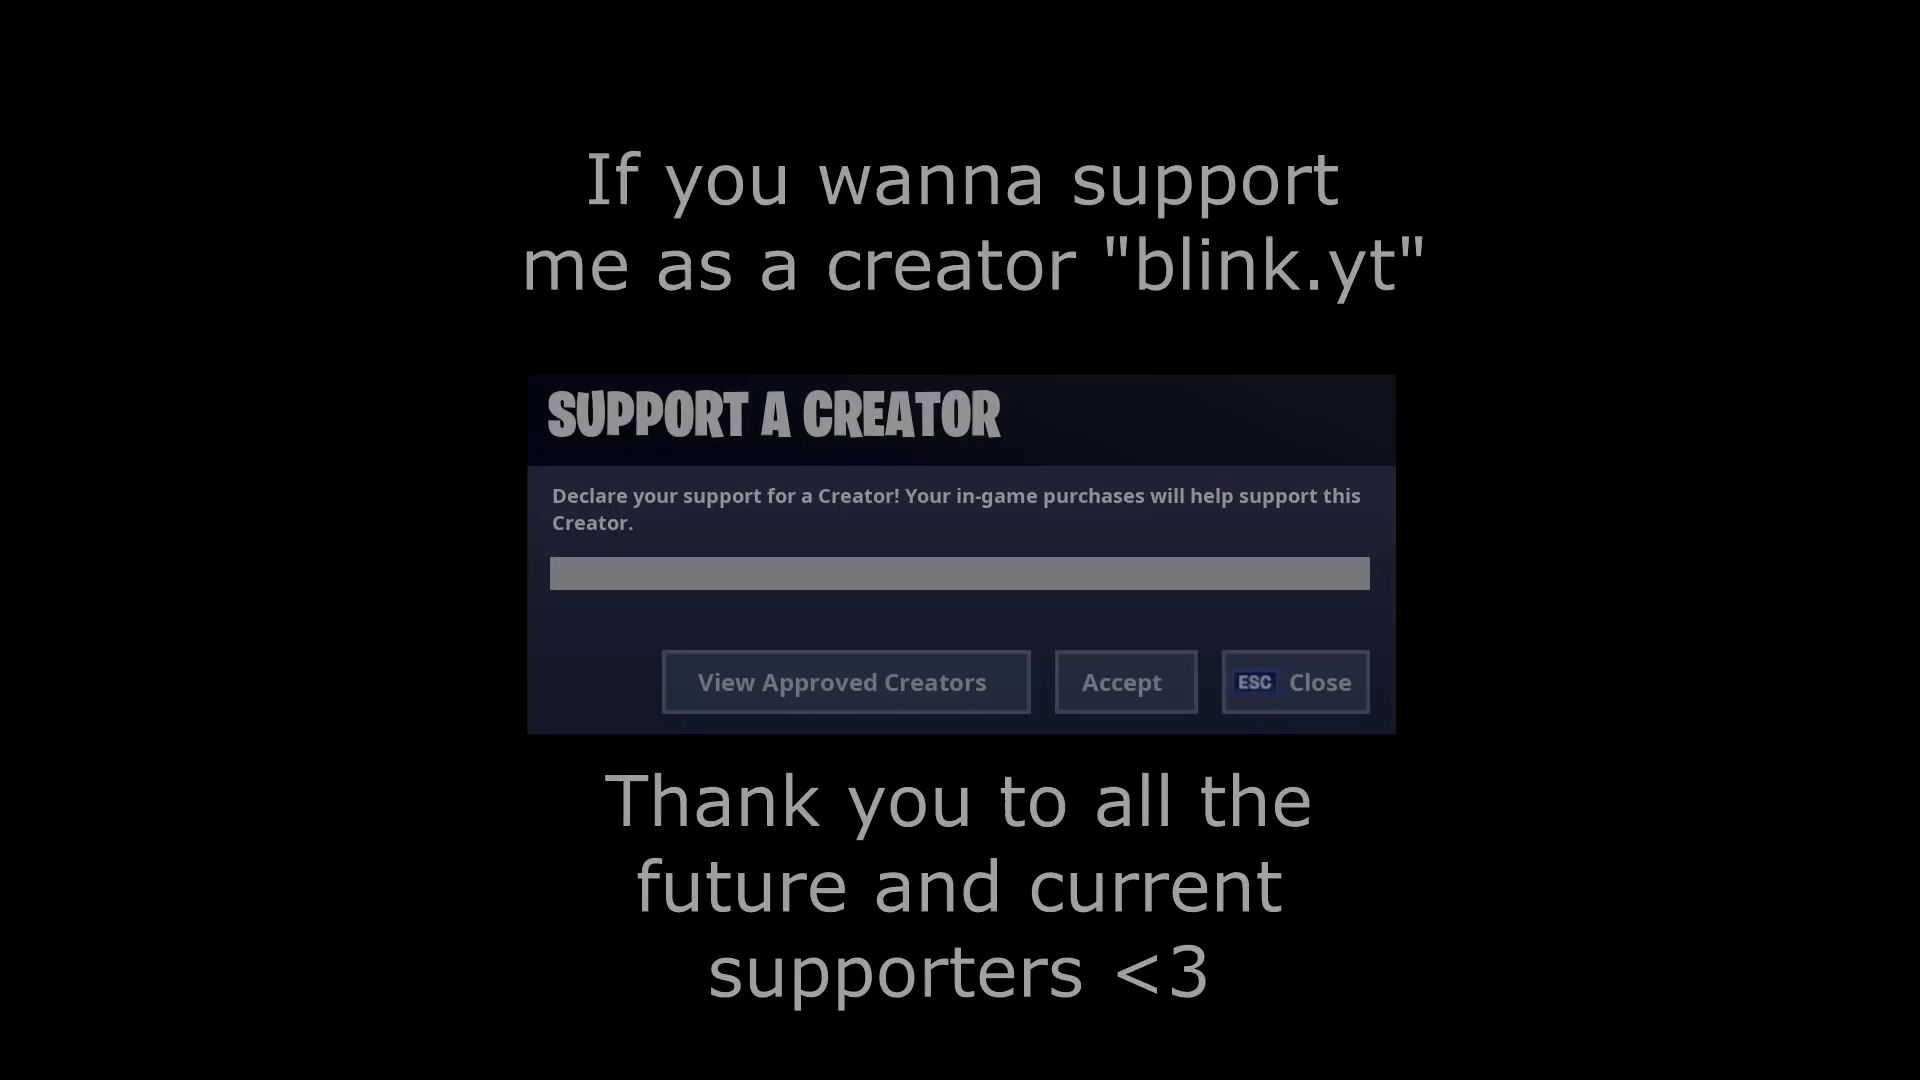 If you wanna support
me as a creator "blink.yt"
SUPPORT A CREATOR
Declare your support for a Creator! Your in-game purchases will help support this
Creator.
View Approved Creators
Accept
ESC Close
Thank you to all the
future and current
supporters <3